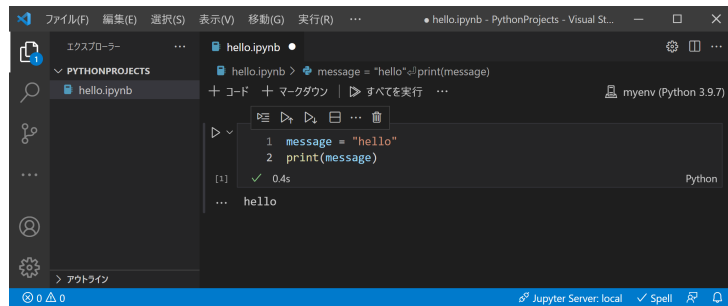 ファイル(F) 編集(E) 選択(S) 表示(V) 移動(G) 実行(R) ··· ● hello.ipynb - PythonProjects - Visual St...
エクスプローラー ···
hello.ipynb ●
PYTHONPROJECTS
hello.ipynb
hello.ipynb > message = "hello"⏎print(message)
+ コード + マークダウン | すべてを実行 ··· myenv (Python 3.9.7)
1 message = "hello"
2 print(message)
[1] ✓ 0.4s Python
··· hello
アウトライン
1
0 0 Jupyter Server: local ✓ Spell